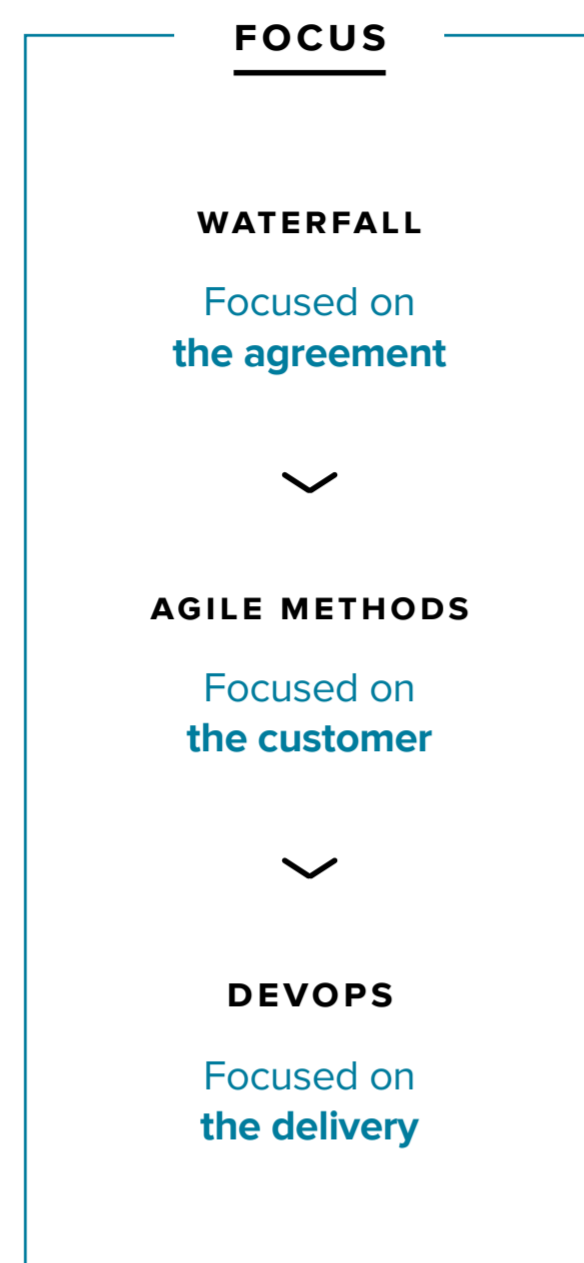 FOCUS
WATERFALL
Focused on
the agreement
AGILE METHODS
Focused on
the customer
DEVOPS
Focused on
the delivery